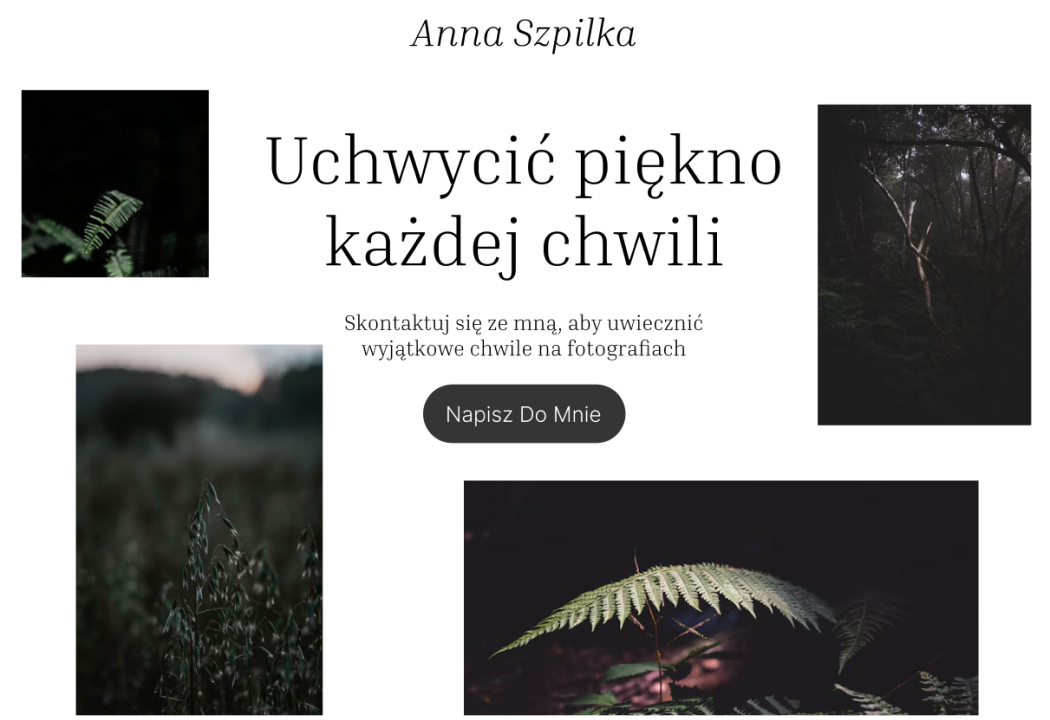 Anna Szpilka
Uchwycić piękno
każdej chwili
Skontaktuj się ze mną, aby uwiecznić
wyjątkowe chwile na fotografiach
Napisz Do Mnie